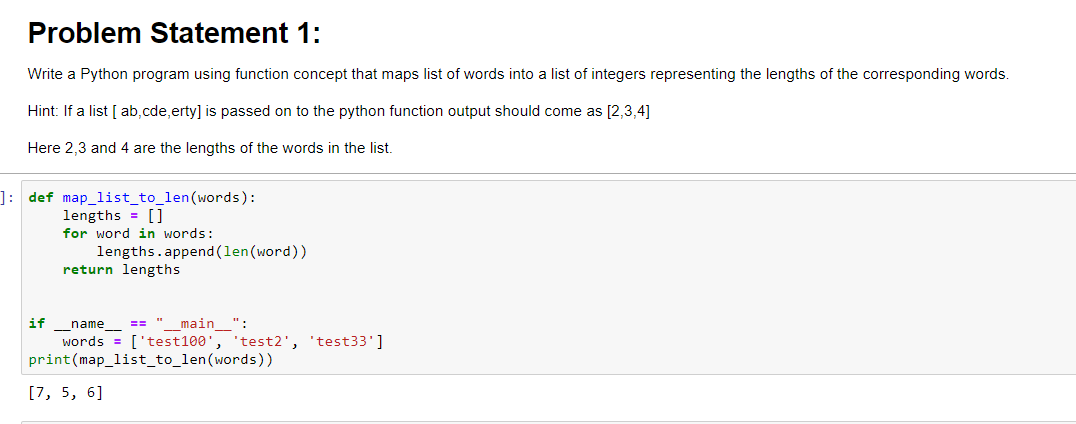 Problem Statement 1:
Write a Python program using function concept that maps list of words into a list of integers representing the lengths of the corresponding words.
Hint: If a list [ ab,cde,erty] is passed on to the python function output should come as [2,3,4]
Here 2,3 and 4 are the lengths of the words in the list.
]: def map_list_to_len(words):
    lengths = []
    for word in words:
        lengths.append(len(word))
    return lengths
if __name__ == "__main__":
    words = ['test100', 'test2', 'test33']
print(map_list_to_len(words))
[7, 5, 6]